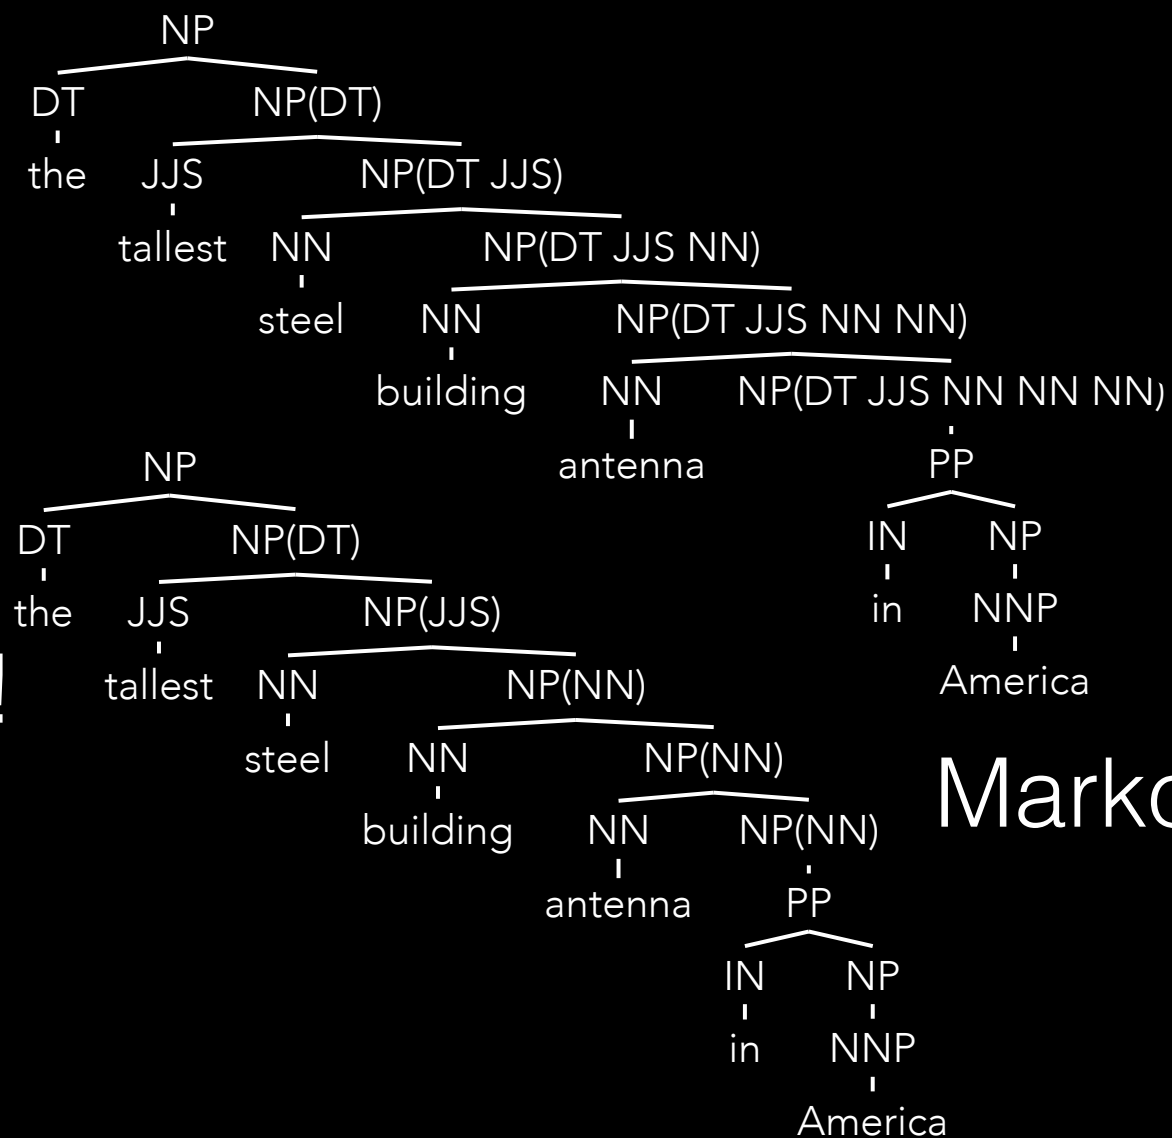 NP
DT NP(DT)
the JJS NP(DT JJS)
tallest NN NP(DT JJS NN)
steel NN NP(DT JJS NN NN)
building NN NP(DT JJS NN NN NN)
antenna PP
IN NP
in NNP
America
NP
DT NP(DT)
the JJS NP(JJS)
!
tallest NN NP(NN)
steel NN NP(NN)
building NN NP(NN)
antenna PP
IN NP
in NNP
America